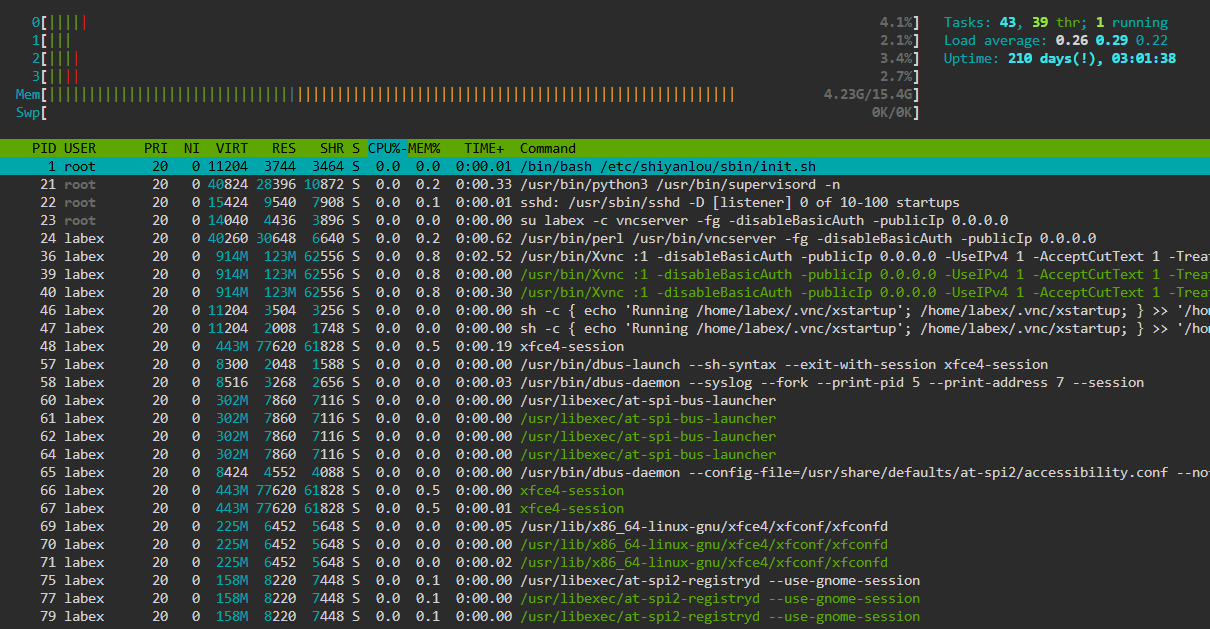 0[||||| 4.1%] Tasks: 43, 39 thr; 1 running
1[||| 2.1%] Load average: 0.26 0.29 0.22
2[|||| 3.4%] Uptime: 210 days(!), 03:01:38
3[|||| 2.7%]
Mem[|||||||||||||||||||||||||||||||||||||||||||||||||||||||||||||||||||||||||||||||||||||| 4.23G/15.4G]
Swp[ 0K/0K]
PID USER PRI NI VIRT RES SHR S CPU%-MEM% TIME+ Command
1 root 20 0 11204 3744 3464 S 0.0 0.0 0:00.01 /bin/bash /etc/shiyanlou/sbin/init.sh
21 root 20 0 40824 28396 10872 S 0.0 0.2 0:00.33 /usr/bin/python3 /usr/bin/supervisord -n
22 root 20 0 15424 9540 7908 S 0.0 0.1 0:00.01 sshd: /usr/sbin/sshd -D [listener] 0 of 10-100 startups
23 root 20 0 14040 4436 3896 S 0.0 0.0 0:00.00 su labex -c vncserver -fg -disableBasicAuth -publicIp 0.0.0.0
24 labex 20 0 40260 30648 6640 S 0.0 0.2 0:00.62 /usr/bin/perl /usr/bin/vncserver -fg -disableBasicAuth -publicIp 0.0.0.0
36 labex 20 0 914M 123M 62556 S 0.0 0.8 0:02.52 /usr/bin/Xvnc :1 -disableBasicAuth -publicIp 0.0.0.0 -UseIPv4 1 -AcceptCutText 1 -Trea
39 labex 20 0 914M 123M 62556 S 0.0 0.8 0:00.00 /usr/bin/Xvnc :1 -disableBasicAuth -publicIp 0.0.0.0 -UseIPv4 1 -AcceptCutText 1 -Trea
40 labex 20 0 914M 123M 62556 S 0.0 0.8 0:00.30 /usr/bin/Xvnc :1 -disableBasicAuth -publicIp 0.0.0.0 -UseIPv4 1 -AcceptCutText 1 -Trea
46 labex 20 0 11204 3504 3256 S 0.0 0.0 0:00.00 sh -c { echo 'Running /home/labex/.vnc/xstartup'; /home/labex/.vnc/xstartup; } >> '/ho
47 labex 20 0 11204 2008 1748 S 0.0 0.0 0:00.00 sh -c { echo 'Running /home/labex/.vnc/xstartup'; /home/labex/.vnc/xstartup; } >> '/ho
48 labex 20 0 443M 77620 61828 S 0.0 0.5 0:00.19 xfce4-session
57 labex 20 0 8300 2048 1588 S 0.0 0.0 0:00.00 /usr/bin/dbus-launch --sh-syntax --exit-with-session xfce4-session
58 labex 20 0 8516 3268 2656 S 0.0 0.0 0:00.03 /usr/bin/dbus-daemon --syslog --fork --print-pid 5 --print-address 7 --session
60 labex 20 0 302M 7860 7116 S 0.0 0.0 0:00.00 /usr/libexec/at-spi-bus-launcher
61 labex 20 0 302M 7860 7116 S 0.0 0.0 0:00.00 /usr/libexec/at-spi-bus-launcher
62 labex 20 0 302M 7860 7116 S 0.0 0.0 0:00.00 /usr/libexec/at-spi-bus-launcher
64 labex 20 0 302M 7860 7116 S 0.0 0.0 0:00.00 /usr/libexec/at-spi-bus-launcher
65 labex 20 0 8424 4552 4088 S 0.0 0.0 0:00.00 /usr/bin/dbus-daemon --config-file=/usr/share/defaults/at-spi2/accessibility.conf --no
66 labex 20 0 443M 77620 61828 S 0.0 0.5 0:00.00 xfce4-session
67 labex 20 0 443M 77620 61828 S 0.0 0.5 0:00.01 xfce4-session
69 labex 20 0 225M 6452 5648 S 0.0 0.0 0:00.05 /usr/lib/x86_64-linux-gnu/xfce4/xfconf/xfconfd
70 labex 20 0 225M 6452 5648 S 0.0 0.0 0:00.00 /usr/lib/x86_64-linux-gnu/xfce4/xfconf/xfconfd
71 labex 20 0 225M 6452 5648 S 0.0 0.0 0:00.02 /usr/lib/x86_64-linux-gnu/xfce4/xfconf/xfconfd
75 labex 20 0 158M 8220 7448 S 0.0 0.1 0:00.00 /usr/libexec/at-spi2-registryd --use-gnome-session
77 labex 20 0 158M 8220 7448 S 0.0 0.1 0:00.00 /usr/libexec/at-spi2-registryd --use-gnome-session
79 labex 20 0 158M 8220 7448 S 0.0 0.1 0:00.00 /usr/libexec/at-spi2-registryd --use-gnome-session